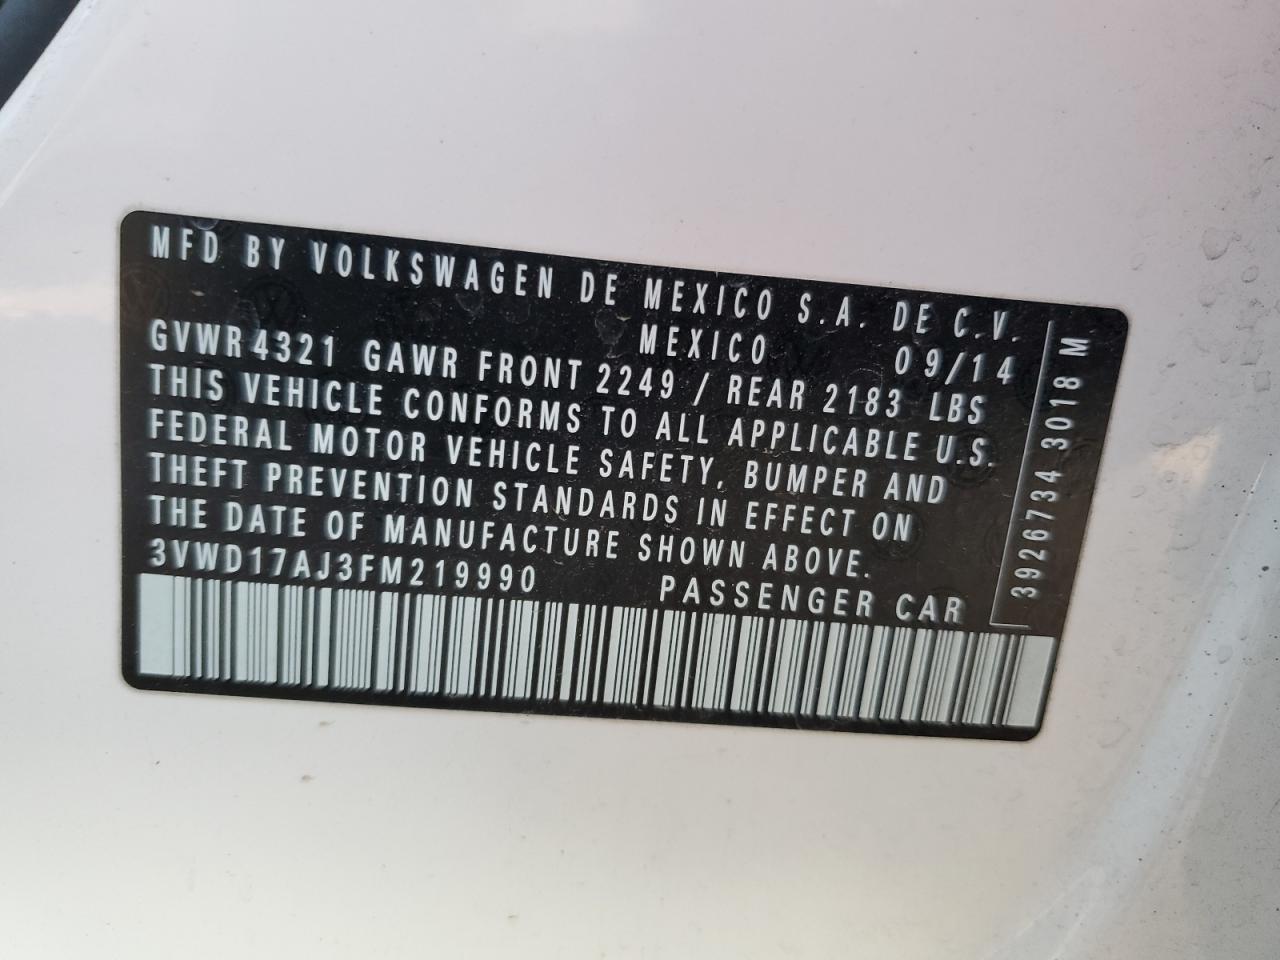 MFD BY VOLKSWAGEN DE MEXICO S.A. DE C.V.
MEXICO 09/14
GVWR 4321 GAWR FRONT 2249 / REAR 2183 LBS
THIS VEHICLE CONFORMS TO ALL APPLICABLE U.S.
FEDERAL MOTOR VEHICLE SAFETY, BUMPER AND
THEFT PREVENTION STANDARDS IN EFFECT ON
THE DATE OF MANUFACTURE SHOWN ABOVE.
3VWD17AJ3FM219990 PASSENGER CAR
3926734 3018 M